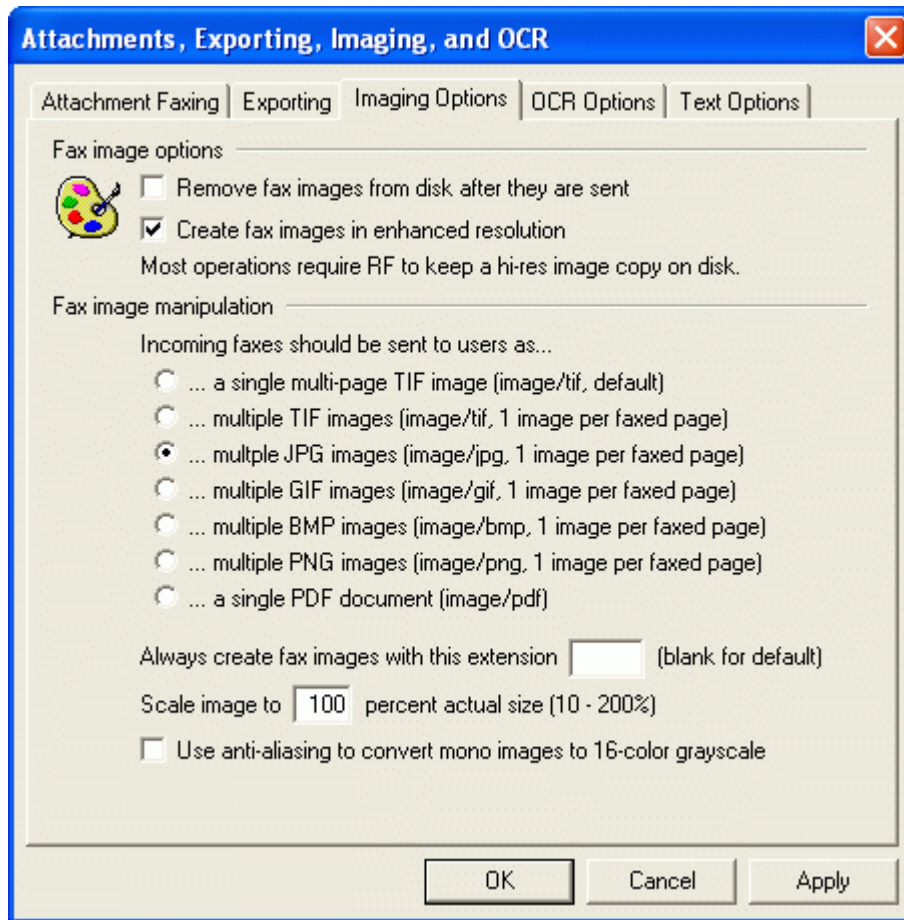 Attachments, Exporting, Imaging, and OCR
Attachment Faxing Exporting Imaging Options OCR Options Text Options
Fax image options
Remove fax images from disk after they are sent
Create fax images in enhanced resolution
Most operations require RF to keep a hi-res image copy on disk.
Fax image manipulation
Incoming faxes should be sent to users as...
... a single multi-page TIF image (image/tif, default)
... multiple TIF images (image/tif, 1 image per faxed page)
... multple JPG images (image/jpg, 1 image per faxed page)
... multiple GIF images (image/gif, 1 image per faxed page)
... multiple BMP images (image/bmp, 1 image per faxed page)
... multiple PNG images (image/png, 1 image per faxed page)
... a single PDF document (image/pdf)
Always create fax images with this extension (blank for default)
Scale image to 100 percent actual size (10 - 200%)
Use anti-aliasing to convert mono images to 16-color grayscale
OK Cancel Apply